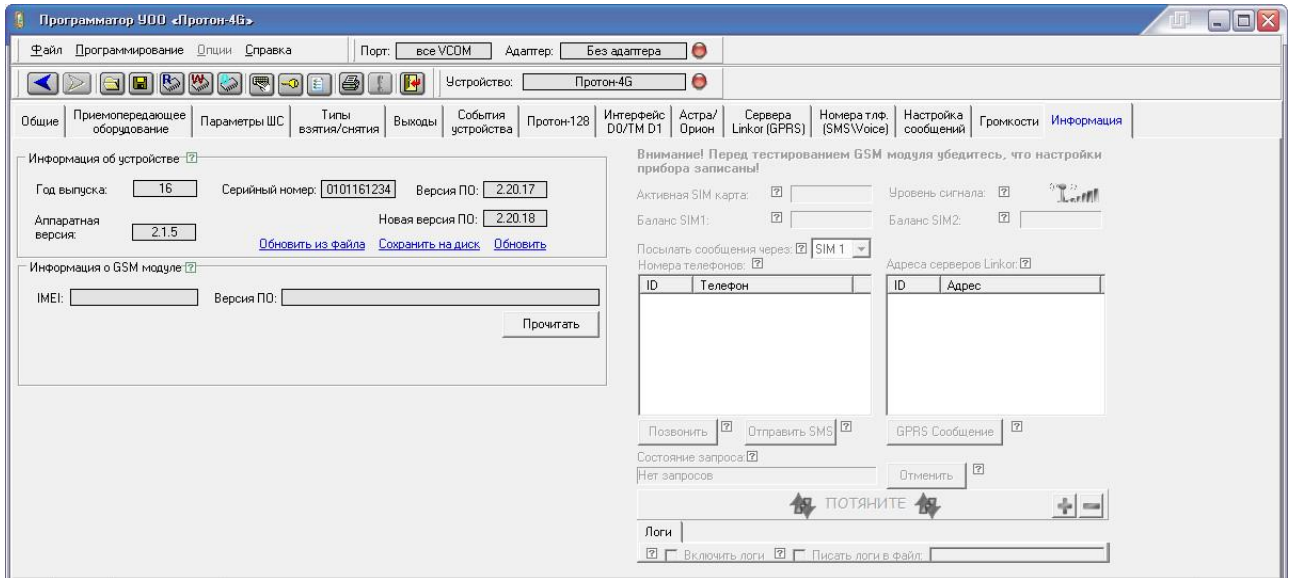 Программатор УОО «Протон-4G»
Файл Программирование Опции Справка Порт: все VCOM Адаптер: Без адаптера
Устройство: Протон-4G
Общие Приемопередающее оборудование Параметры ШС Типы взятия/снятия Выходы События устройства Протон-128 Интерфейс D0/TM D1 Астра/Орион Сервера Linkor (GPRS) Номера тлф. (SMS\Voice) Настройка сообщений Громкости Информация
Информация об устройстве ?
Год выпуска: 16 Серийный номер: 0101161234 Версия ПО: 2.20.17
Аппаратная версия: 2.1.5 Новая версия ПО: 2.20.18
Обновить из файла Сохранить на диск Обновить
Информация о GSM модуле ?
IMEI: Версия ПО:
Прочитать
Внимание! Перед тестированием GSM модуля убедитесь, что настройки
прибора записаны!
Активная SIM карта: ? Уровень сигнала: ?
Баланс SIM1: ? Баланс SIM2: ?
Посылать сообщения через: ? SIM 1
Номера телефонов: ? Адреса серверов Linkor: ?
ID Телефон ID Адрес
Позвонить ? Отправить SMS ? GPRS Сообщение ?
Состояние запроса: ?
Нет запросов Отменить ?
ПОТЯНИТЕ
Логи
? Включить логи ? Писать логи в файл: